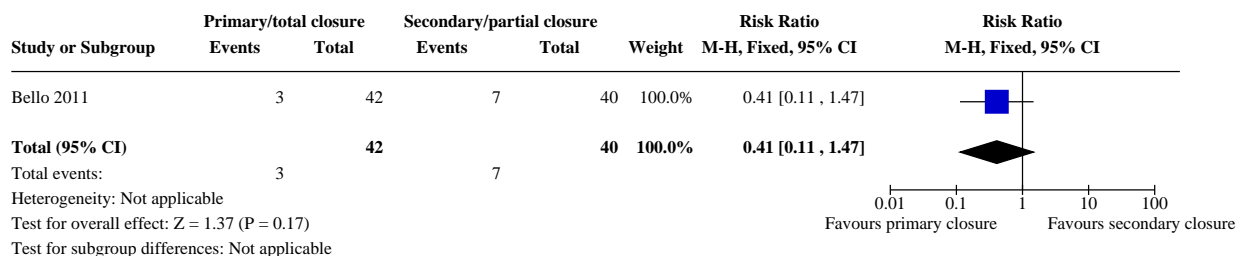 Primary/total closure Secondary/partial closure Risk Ratio Risk Ratio
Study or Subgroup Events Total Events Total Weight M-H, Fixed, 95% CI M-H, Fixed, 95% CI
Bello 2011 3 42 7 40 100.0% 0.41 [0.11 , 1.47]
Total (95% CI) 42 40 100.0% 0.41 [0.11 , 1.47]
Total events: 3 7
Heterogeneity: Not applicable
0.01 0.1 1 10 100
Test for overall effect: Z = 1.37 (P = 0.17)
Favours primary closure Favours secondary closure
Test for subgroup differences: Not applicable